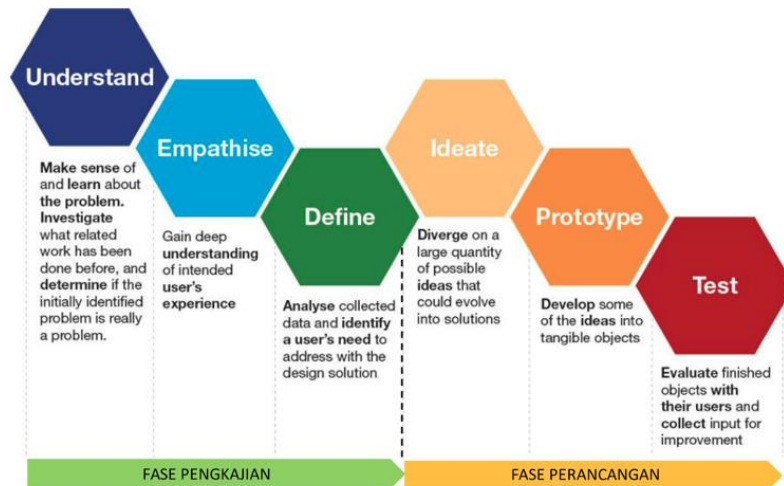 Understand
Make sense of
and learn about
the problem.
Investigate
what related
work has been
done before, and
determine if the
initially identified
problem is really
a problem.
Empathise
Gain deep
understanding
of intended
user's
experience
Define
Analyse collected
data and identify
a user's need to
address with the
design solution
Ideate
Diverge on a
large quantity
of possible
ideas that
could evolve
into solutions
Prototype
Develop some
of the ideas into
tangible objects
Test
Evaluate finished
objects with
their users and
collect input for
improvement
FASE PENGKAJIAN
FASE PERANCANGAN